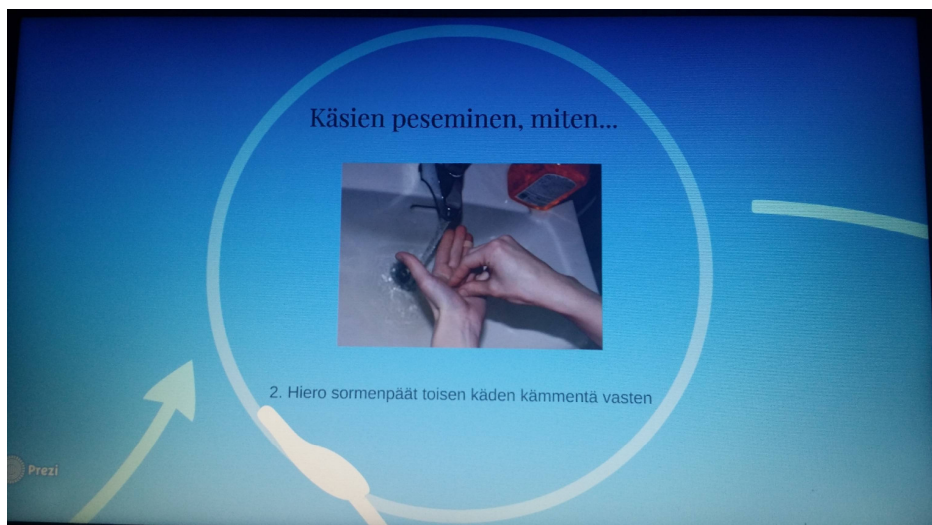 Käsien peseminen, miten...
2. Hiero sormenpäät toisen käden kämmentä vasten
Prezi